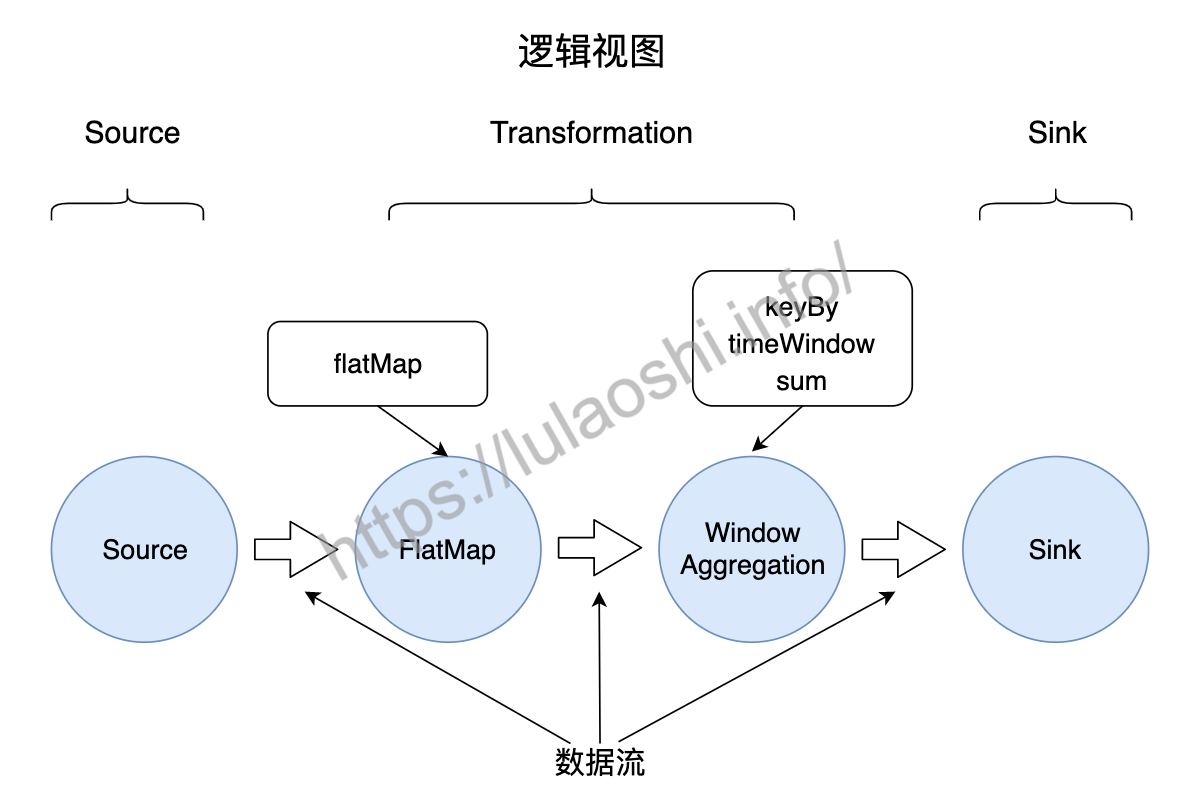 逻辑视图
Source
Transformation
Sink
flatMap
keyBy
timeWindow
sum
Source
FlatMap
Window
Aggregation
Sink
数据流
https://lulaoshi.info/